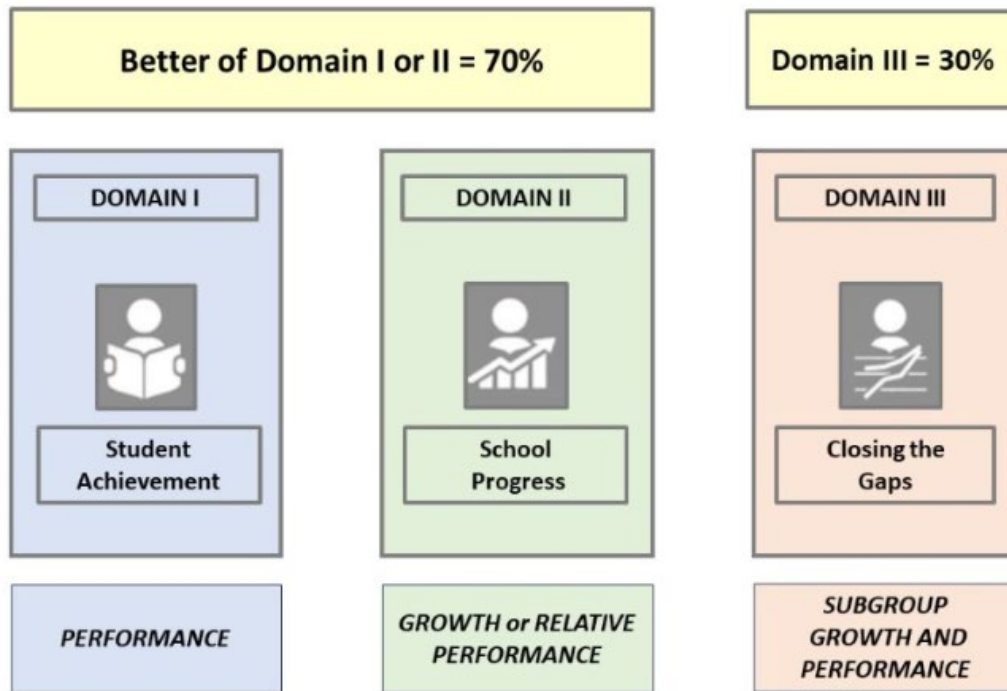 Better of Domain I or II = 70%
Domain III = 30%
DOMAIN I
Student
Achievement
PERFORMANCE
DOMAIN II
School
Progress
GROWTH or RELATIVE
PERFORMANCE
DOMAIN III
Closing the
Gaps
SUBGROUP
GROWTH AND
PERFORMANCE